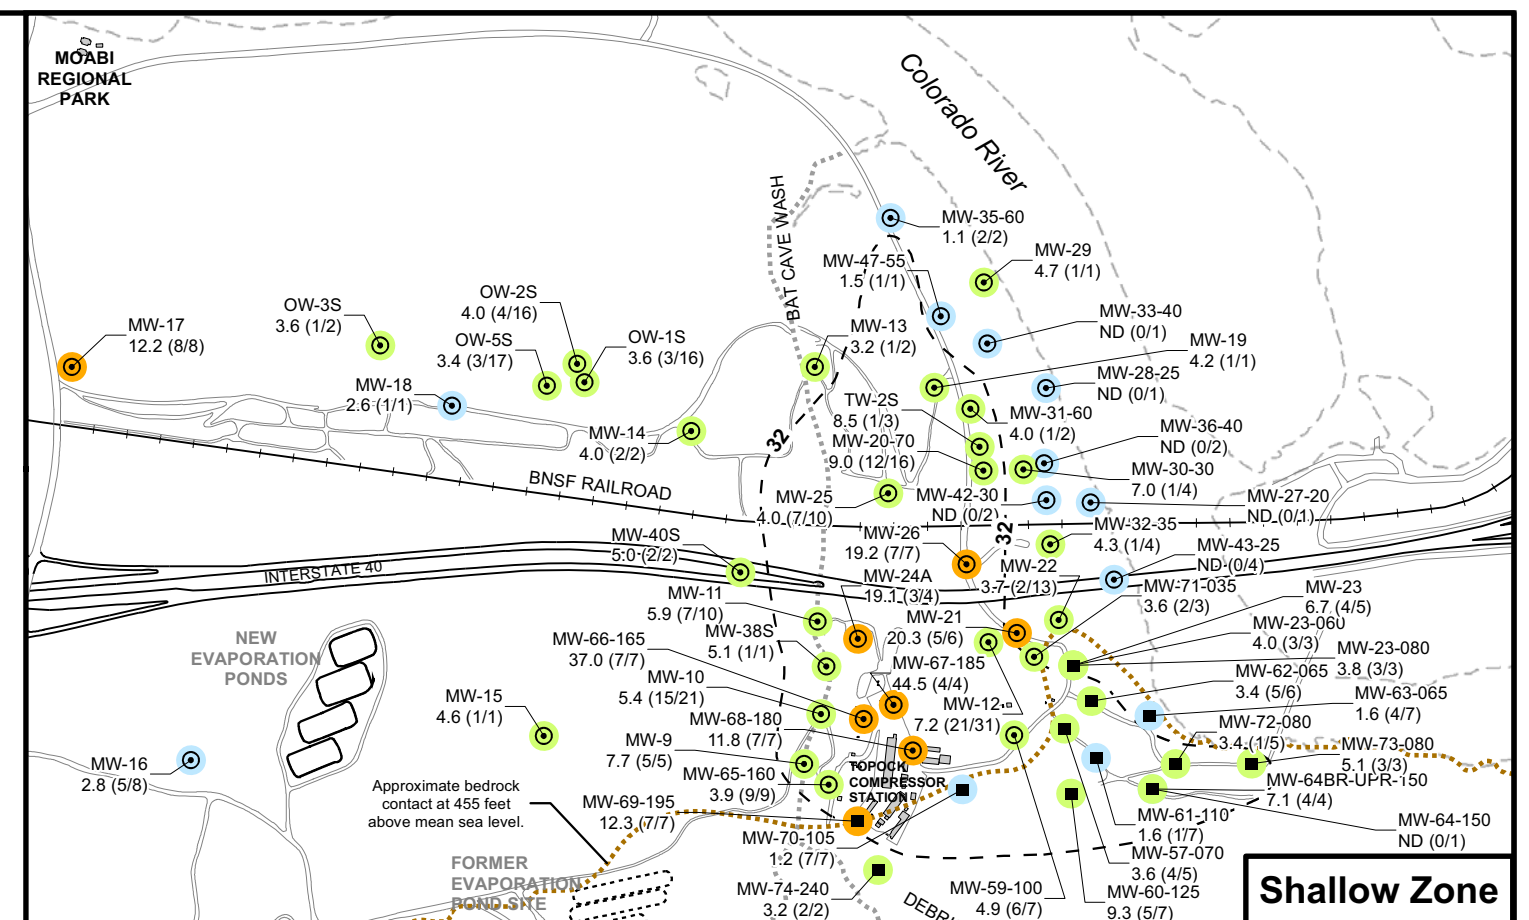 MOABI
REGIONAL
PARK
Colorado River
BAT CAVE WASH
MW-35-60
1.1 (2/2)
MW-29
4.7 (1/1)
MW-47-55
1.5 (1/1)
MW-33-40
ND (0/1)
MW-19
4.2 (1/1)
MW-28-25
ND (0/1)
MW-13
3.2 (1/2)
OW-3S
3.6 (1/2)
OW-2S
4.0 (4/16)
OW-5S
3.4 (3/17)
OW-1S
3.6 (3/16)
MW-17
12.2 (8/8)
MW-18
2.6 (1/1)
MW-14
4.0 (2/2)
32
TW-2S
8.5 (1/3)
MW-31-60
4.0 (1/2)
MW-20-70
9.0 (12/16)
MW-36-40
ND (0/2)
MW-30-30
7.0 (1/4)
BNSF RAILROAD
MW-25
4.0 (7/10)
MW-42-30
ND (0/2)
MW-27-20
ND (0/1)
32
MW-26
19.2 (7/7)
MW-32-35
4.3 (1/4)
MW-43-25
ND (0/4)
MW-40S
5.0 (2/2)
INTERSTATE 40
MW-24A
19.1 (3/4)
MW-22
3.7 (2/13)
MW-71-035
3.6 (2/3)
MW-23
6.7 (4/5)
MW-11
5.9 (7/10)
MW-21
20.3 (5/6)
MW-23-060
4.0 (3/3)
MW-38S
5.1 (1/1)
MW-66-165
37.0 (7/7)
MW-23-080
3.8 (3/3)
MW-67-185
44.5 (4/4)
MW-62-065
3.4 (5/6)
MW-10
5.4 (15/21)
MW-63-065
1.6 (4/7)
NEW
EVAPORATION
PONDS
MW-15
4.6 (1/1)
MW-12
7.2 (21/31)
MW-68-180
11.8 (7/7)
MW-72-080
3.4 (1/5)
MW-9
7.7 (5/5)
MW-73-080
5.1 (3/3)
MW-16
2.8 (5/8)
MW-65-160
3.9 (9/9)
TOPOCK
COMPRESSOR
STATION
MW-64BR-UPR-150
7.1 (4/4)
Approximate bedrock
contact at 455 feet
above mean sea level.
MW-69-195
12.3 (7/7)
MW-61-110
1.6 (1/7)
MW-64-150
ND (0/1)
MW-70-105
1.2 (7/7)
MW-57-070
3.6 (4/5)
FORMER
EVAPORATION
POND SITE
MW-74-240
3.2 (2/2)
MW-59-100
4.9 (6/7)
MW-60-125
9.3 (5/7)
Shallow Zone